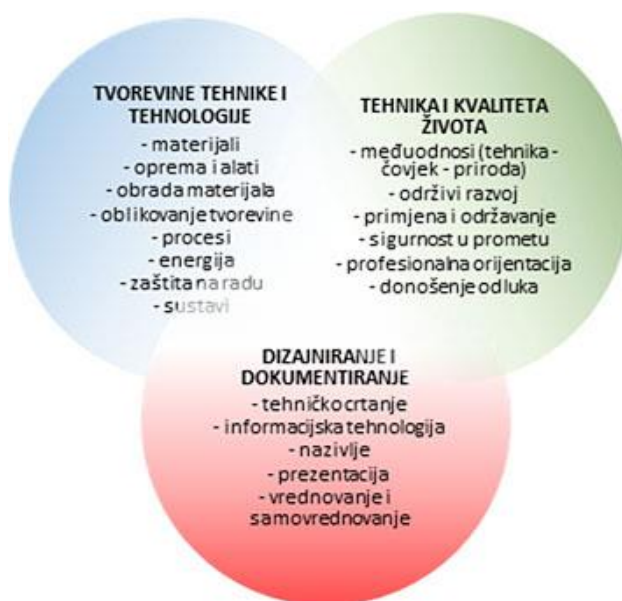 TVOREVINE TEHNIKE I
TEHNOLOGIJE
- materijali
- oprema i alati
- obrada materijala
- oblikovanje tvorevine
- procesi
- energija
- zaštita na radu
- sustavi
TEHNIKA I KVALITETA
ŽIVOTA
- međuodnosi (tehnika -
čovjek - priroda)
- održivi razvoj
- primjena i održavanje
- sigurnost u prometu
- profesionalna orijentacija
- donošenje odluka
DIZAJNIRANJE I
DOKUMENTIRANJE
- tehničko crtanje
- informacijska tehnologija
- nazivlje
- prezentacija
- vrednovanje i
samovrednovanje